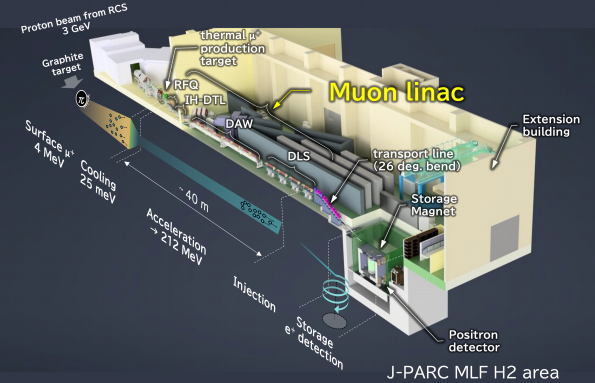 Proton beam from RCS
3 GeV
Graphite
target
π
thermal μ⁺
production
target
RFQ
IH-DTL
Muon linac
DAW
DLS
Extension
building
transport line
(26 deg. bend)
Storage
Magnet
Surface μ⁺
4 MeV
Cooling
25 meV
~ 40 m
Acceleration
→ 212 MeV
Injection
Storage
e⁺ detection
Positron
detector
J-PARC MLF H2 area